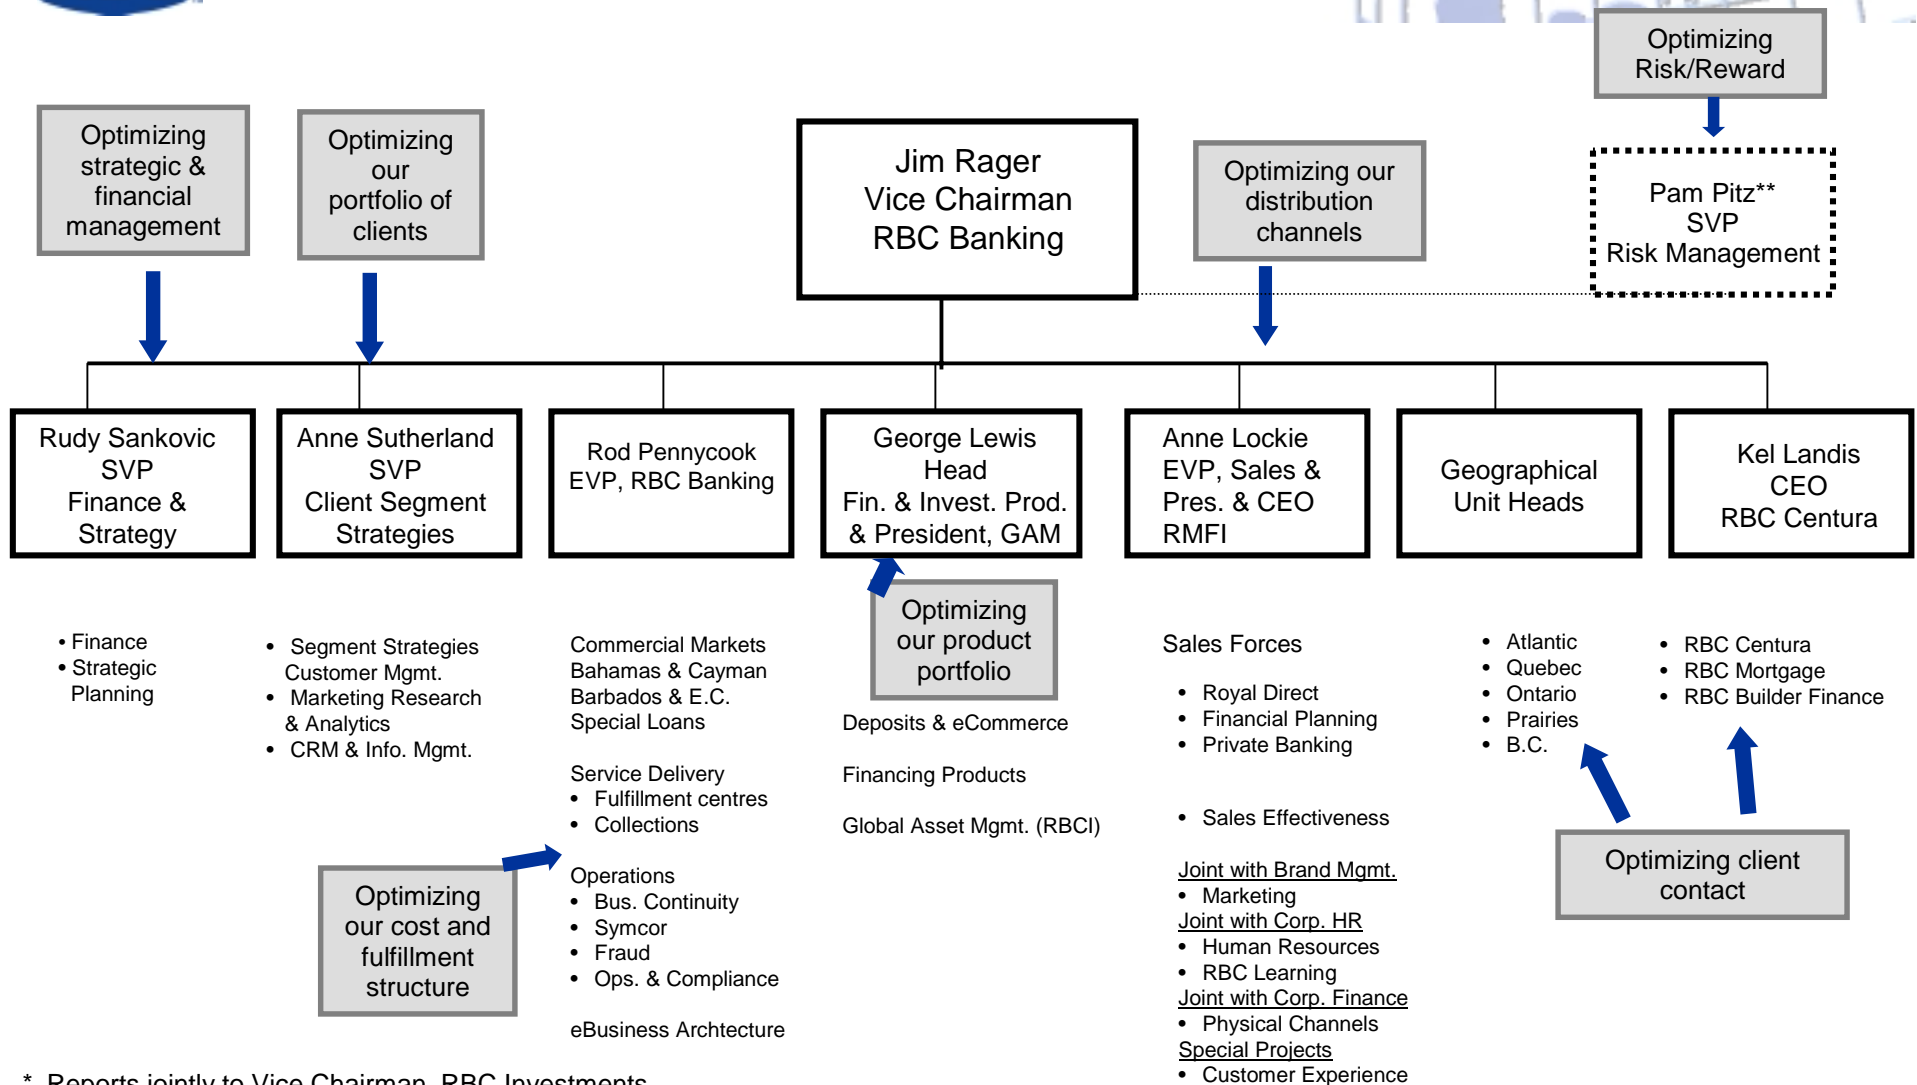 Optimizing
Risk/Reward
Optimizing
strategic &
financial
management
Optimizing
our
portfolio of
clients
Jim Rager
Vice Chairman
RBC Banking
Optimizing our
distribution
channels
Pam Pitz**
SVP
Risk Management
Rudy Sankovic
SVP
Finance &
Strategy
Anne Sutherland
SVP
Client Segment
Strategies
Rod Pennycook
EVP, RBC Banking
George Lewis
Head
Fin. & Invest. Prod.
& President, GAM
Anne Lockie
EVP, Sales &
Pres. & CEO
RMFI
Geographical
Unit Heads
Kel Landis
CEO
RBC Centura
• Finance
• Strategic
Planning
• Segment Strategies
Customer Mgmt.
• Marketing Research
& Analytics
• CRM & Info. Mgmt.
Commercial Markets
Bahamas & Cayman
Barbados & E.C.
Special Loans
Service Delivery
• Fulfillment centres
• Collections
Operations
• Bus. Continuity
• Symcor
• Fraud
• Ops. & Compliance
eBusiness Archtecture
Optimizing
our cost and
fulfillment
structure
Optimizing
our product
portfolio
Deposits & eCommerce
Financing Products
Global Asset Mgmt. (RBCI)
Sales Forces
• Royal Direct
• Financial Planning
• Private Banking
• Sales Effectiveness
Joint with Brand Mgmt.
• Marketing
Joint with Corp. HR
• Human Resources
• RBC Learning
Joint with Corp. Finance
• Physical Channels
Special Projects
• Customer Experience
• Atlantic
• Quebec
• Ontario
• Prairies
• B.C.
• RBC Centura
• RBC Mortgage
• RBC Builder Finance
Optimizing client
contact
* Reports jointly to Vice Chairman, RBC Investments